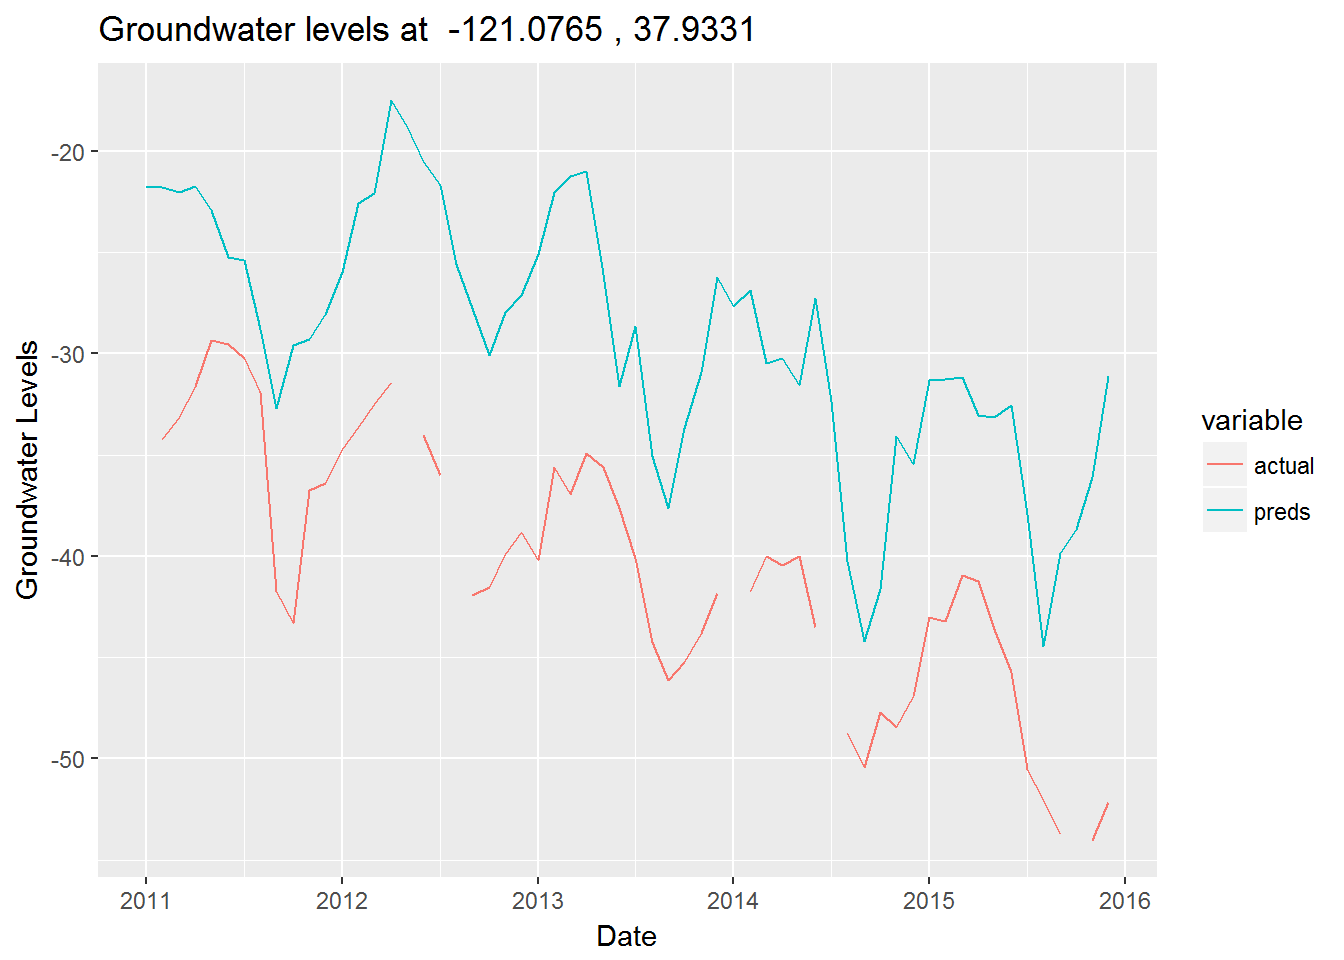 Groundwater levels at  -121.0765 , 37.9331
Groundwater Levels
-20
-30
-40
-50
2011
2012
2013
2014
2015
2016
Date
variable
actual
preds